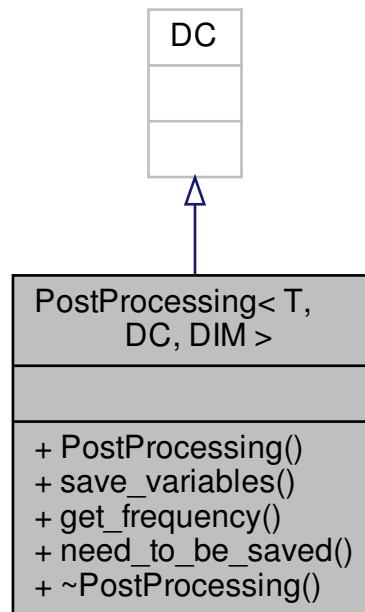 DC
PostProcessing< T,
DC, DIM >
+ PostProcessing()
+ save_variables()
+ get_frequency()
+ need_to_be_saved()
+ ~PostProcessing()